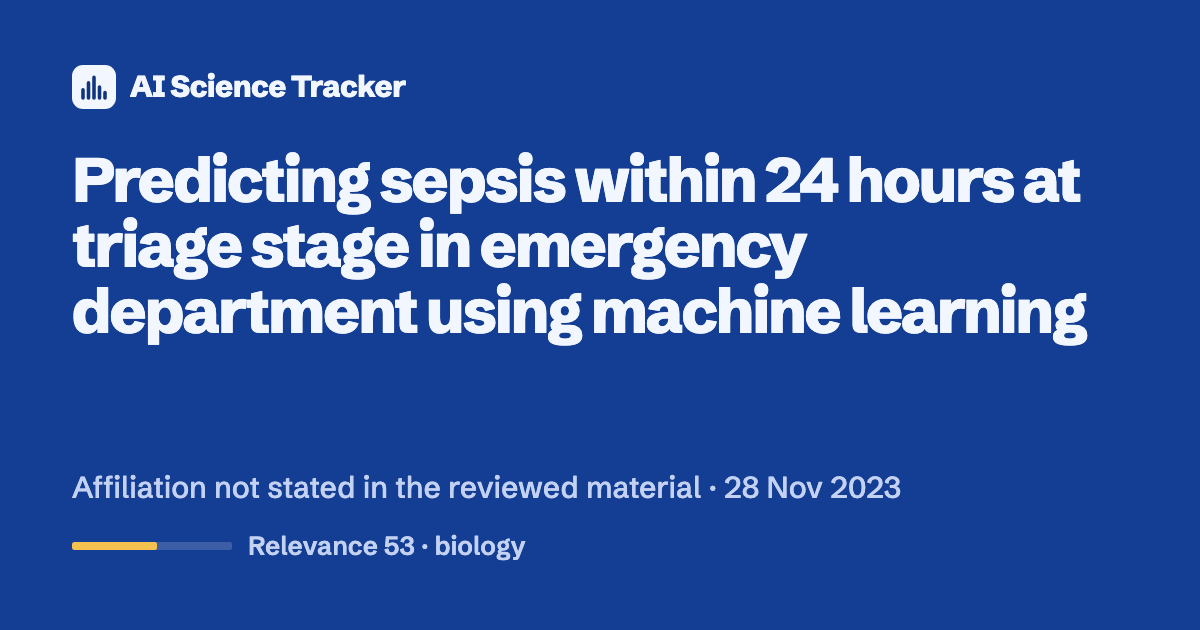 AI Science Tracker
Predicting sepsis within 24 hours at
triage stage in emergency
department using machine learning
Affiliation not stated in the reviewed material · 28 Nov 2023
Relevance 53 · biology